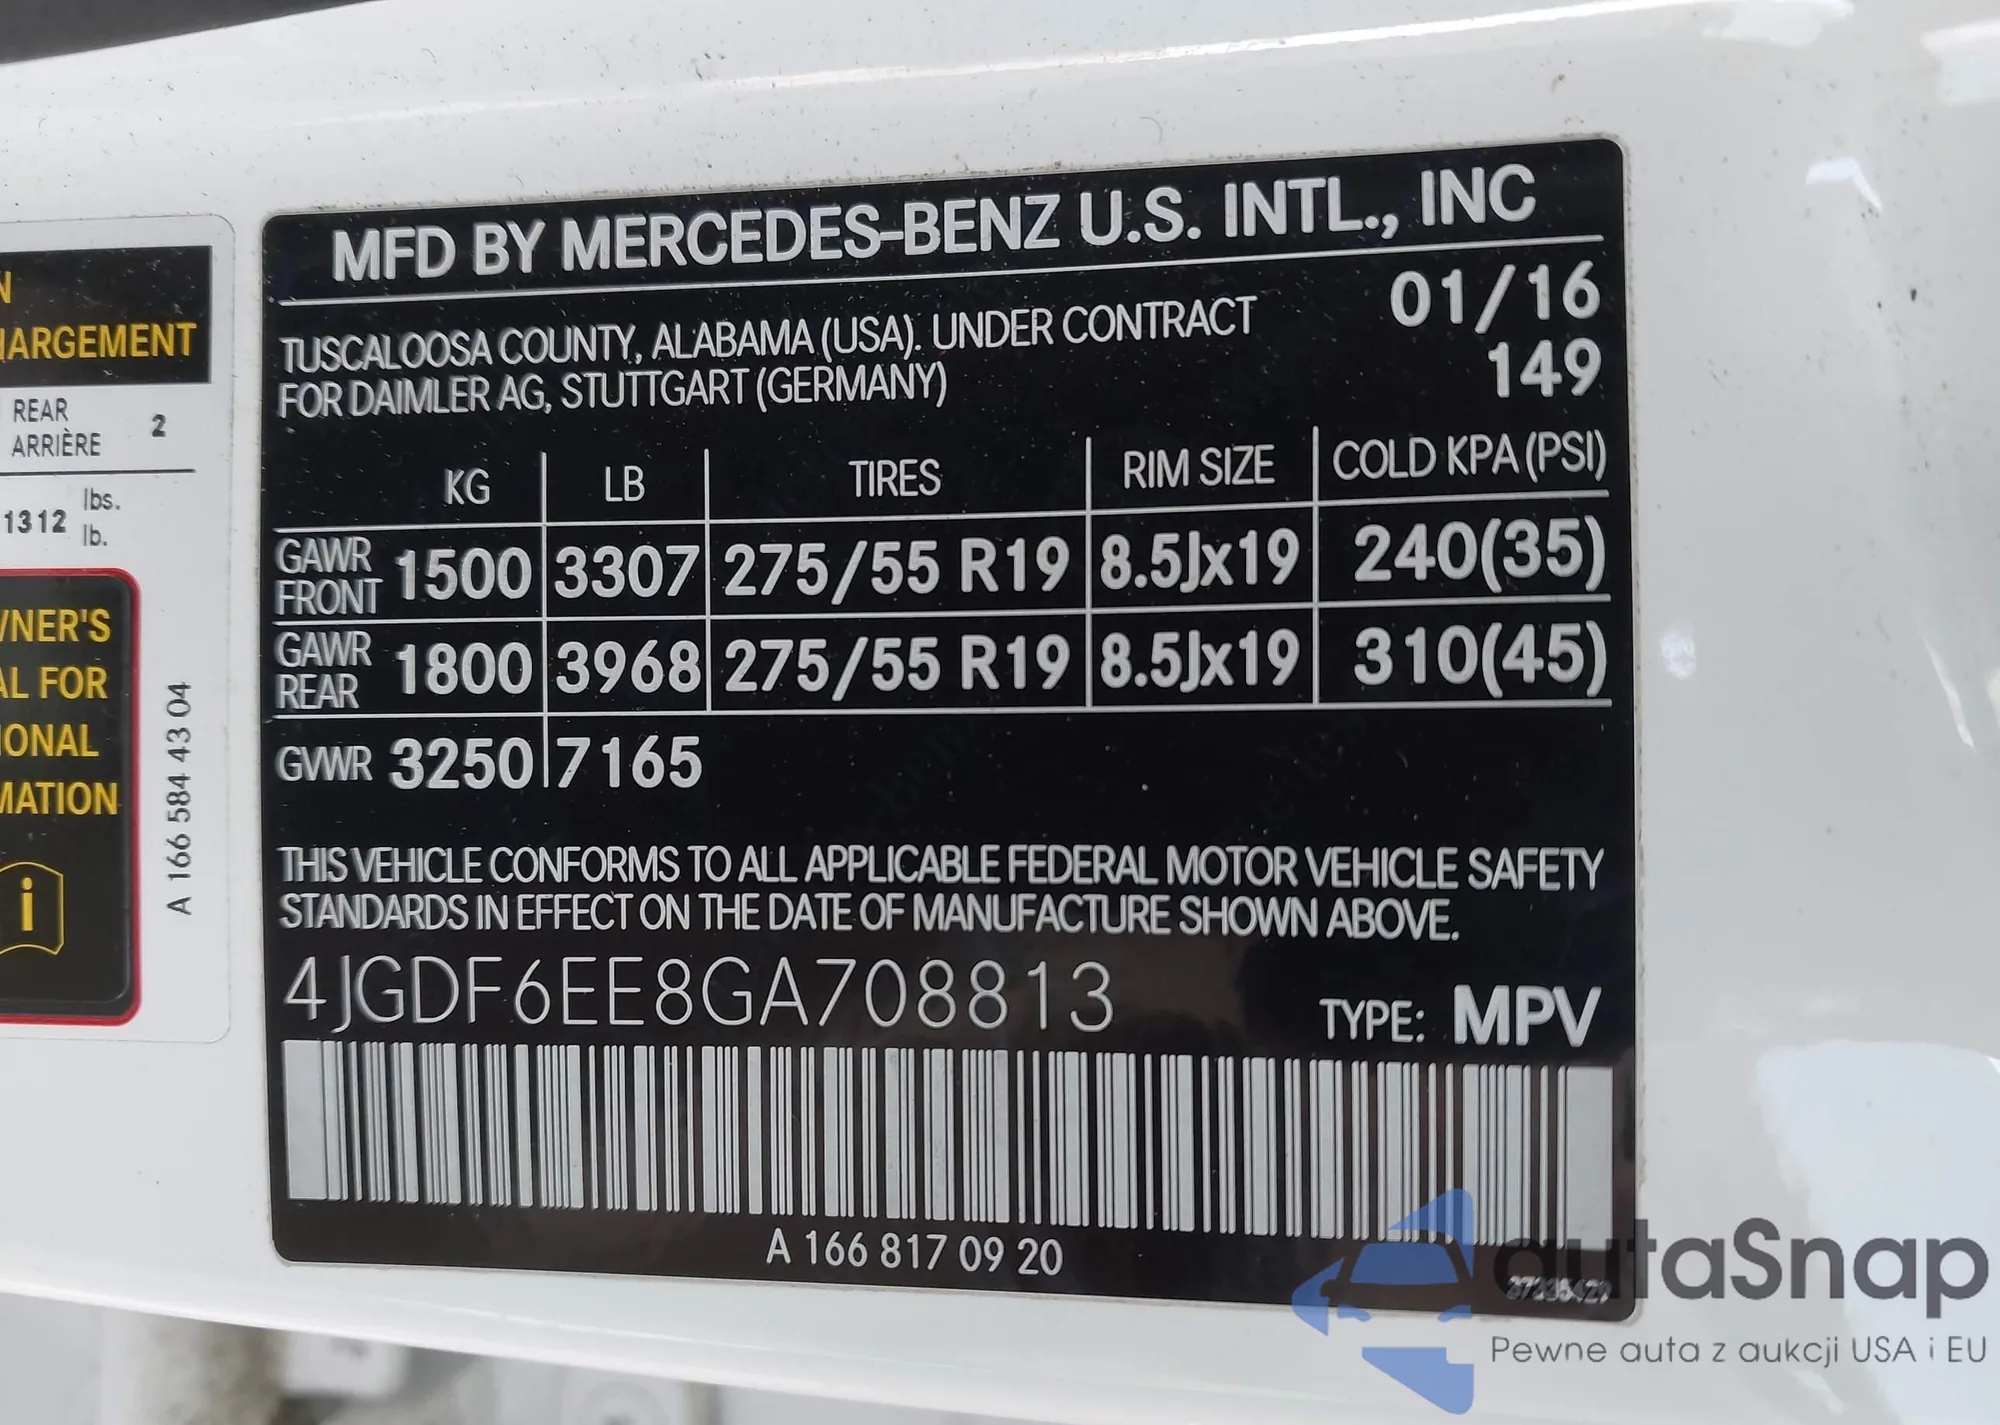 N
HARGEMENT
REAR
ARRIÈRE 2
1312 lbs.
lb.
WNER'S
AL FOR
IONAL
MATION
i
A 166 584 43 04
MFD BY MERCEDES-BENZ U.S. INTL., INC
TUSCALOOSA COUNTY, ALABAMA (USA). UNDER CONTRACT
FOR DAIMLER AG, STUTTGART (GERMANY)
01/16
149
KG LB TIRES RIM SIZE COLD KPA (PSI)
GAWR FRONT 1500 3307 275/55 R19 8.5Jx19 240(35)
GAWR REAR 1800 3968 275/55 R19 8.5Jx19 310(45)
GVWR 3250 7165
THIS VEHICLE CONFORMS TO ALL APPLICABLE FEDERAL MOTOR VEHICLE SAFETY
STANDARDS IN EFFECT ON THE DATE OF MANUFACTURE SHOWN ABOVE.
4JGDF6EE8GA708813 TYPE: MPV
A 166 817 09 20
autaSnap
Pewne auta z aukcji USA i EU